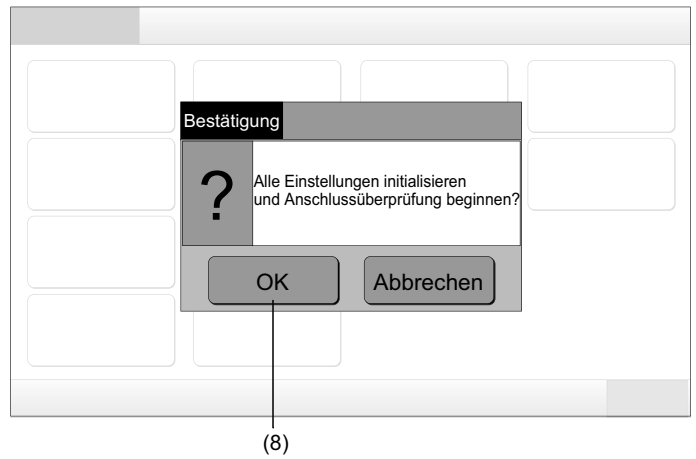 Bestätigung
?
Alle Einstellungen initialisieren
und Anschlussüberprüfung beginnen?
OK
Abbrechen
(8)